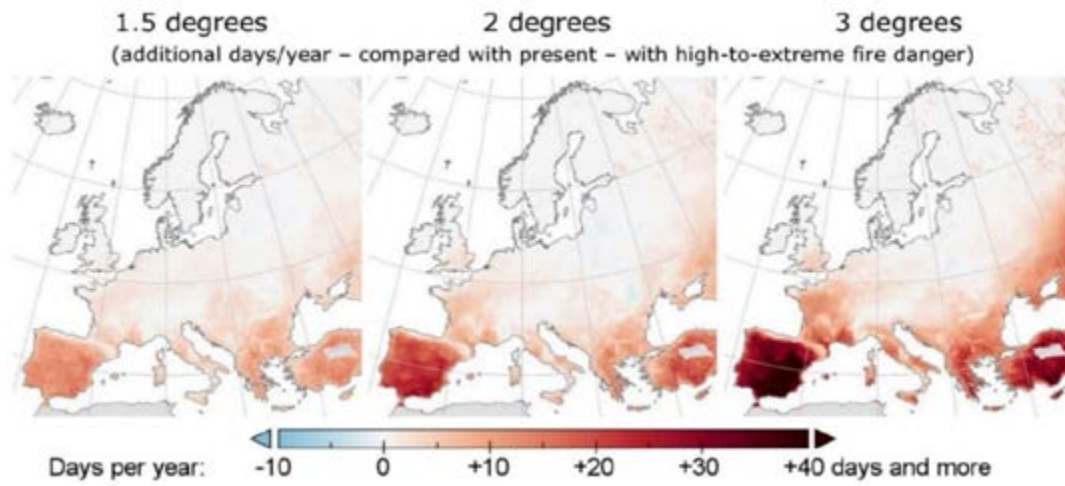 1.5 degrees 2 degrees 3 degrees
(additional days/year – compared with present – with high-to-extreme fire danger)
Days per year: -10 0 +10 +20 +30 +40 days and more